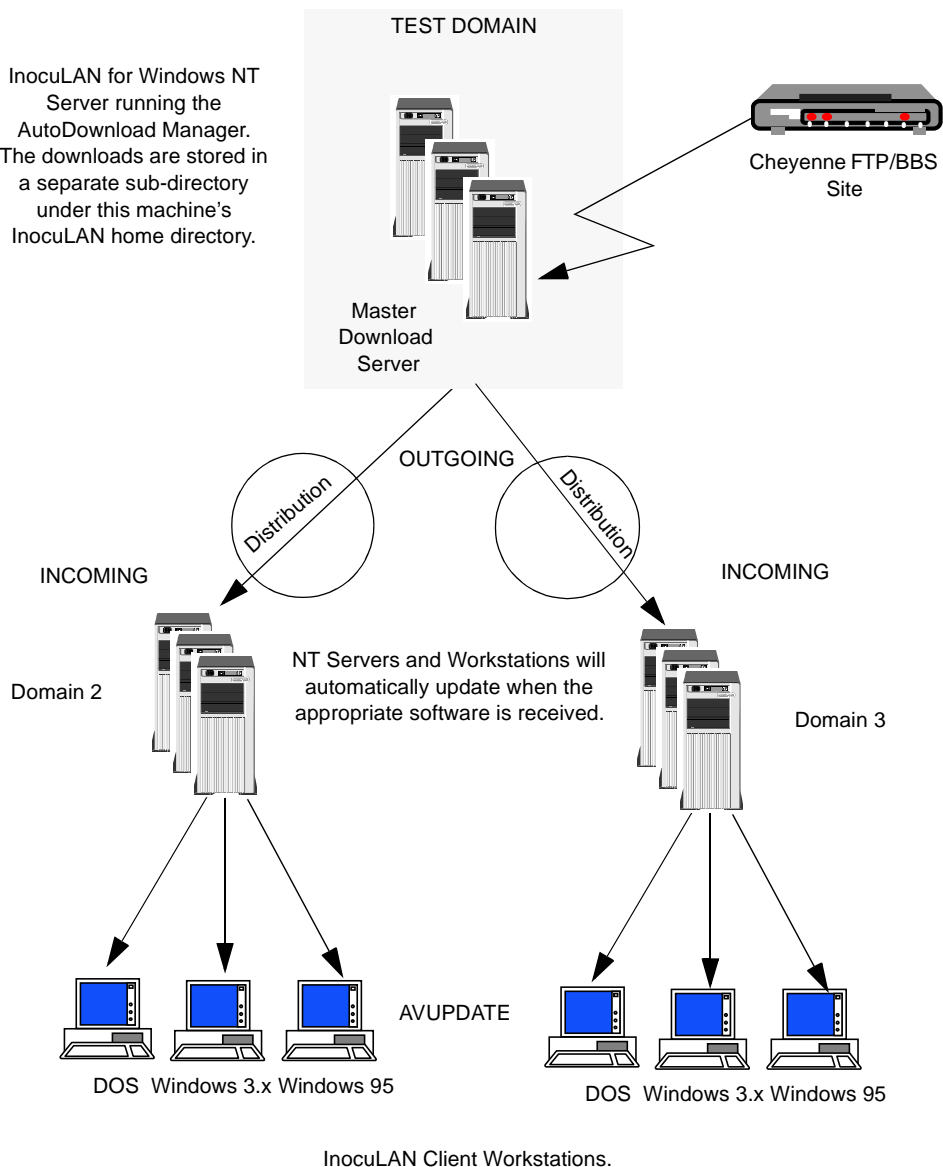 TEST DOMAIN
InocuLAN for Windows NT
Server running the
AutoDownload Manager.
The downloads are stored in
a separate sub-directory
under this machine's
InocuLAN home directory.
Cheyenne FTP/BBS
Site
Master
Download
Server
OUTGOING
Distribution
Distribution
INCOMING
INCOMING
NT Servers and Workstations will
automatically update when the
appropriate software is received.
Domain 2
Domain 3
AVUPDATE
DOS Windows 3.x Windows 95
DOS Windows 3.x Windows 95
InocuLAN Client Workstations.